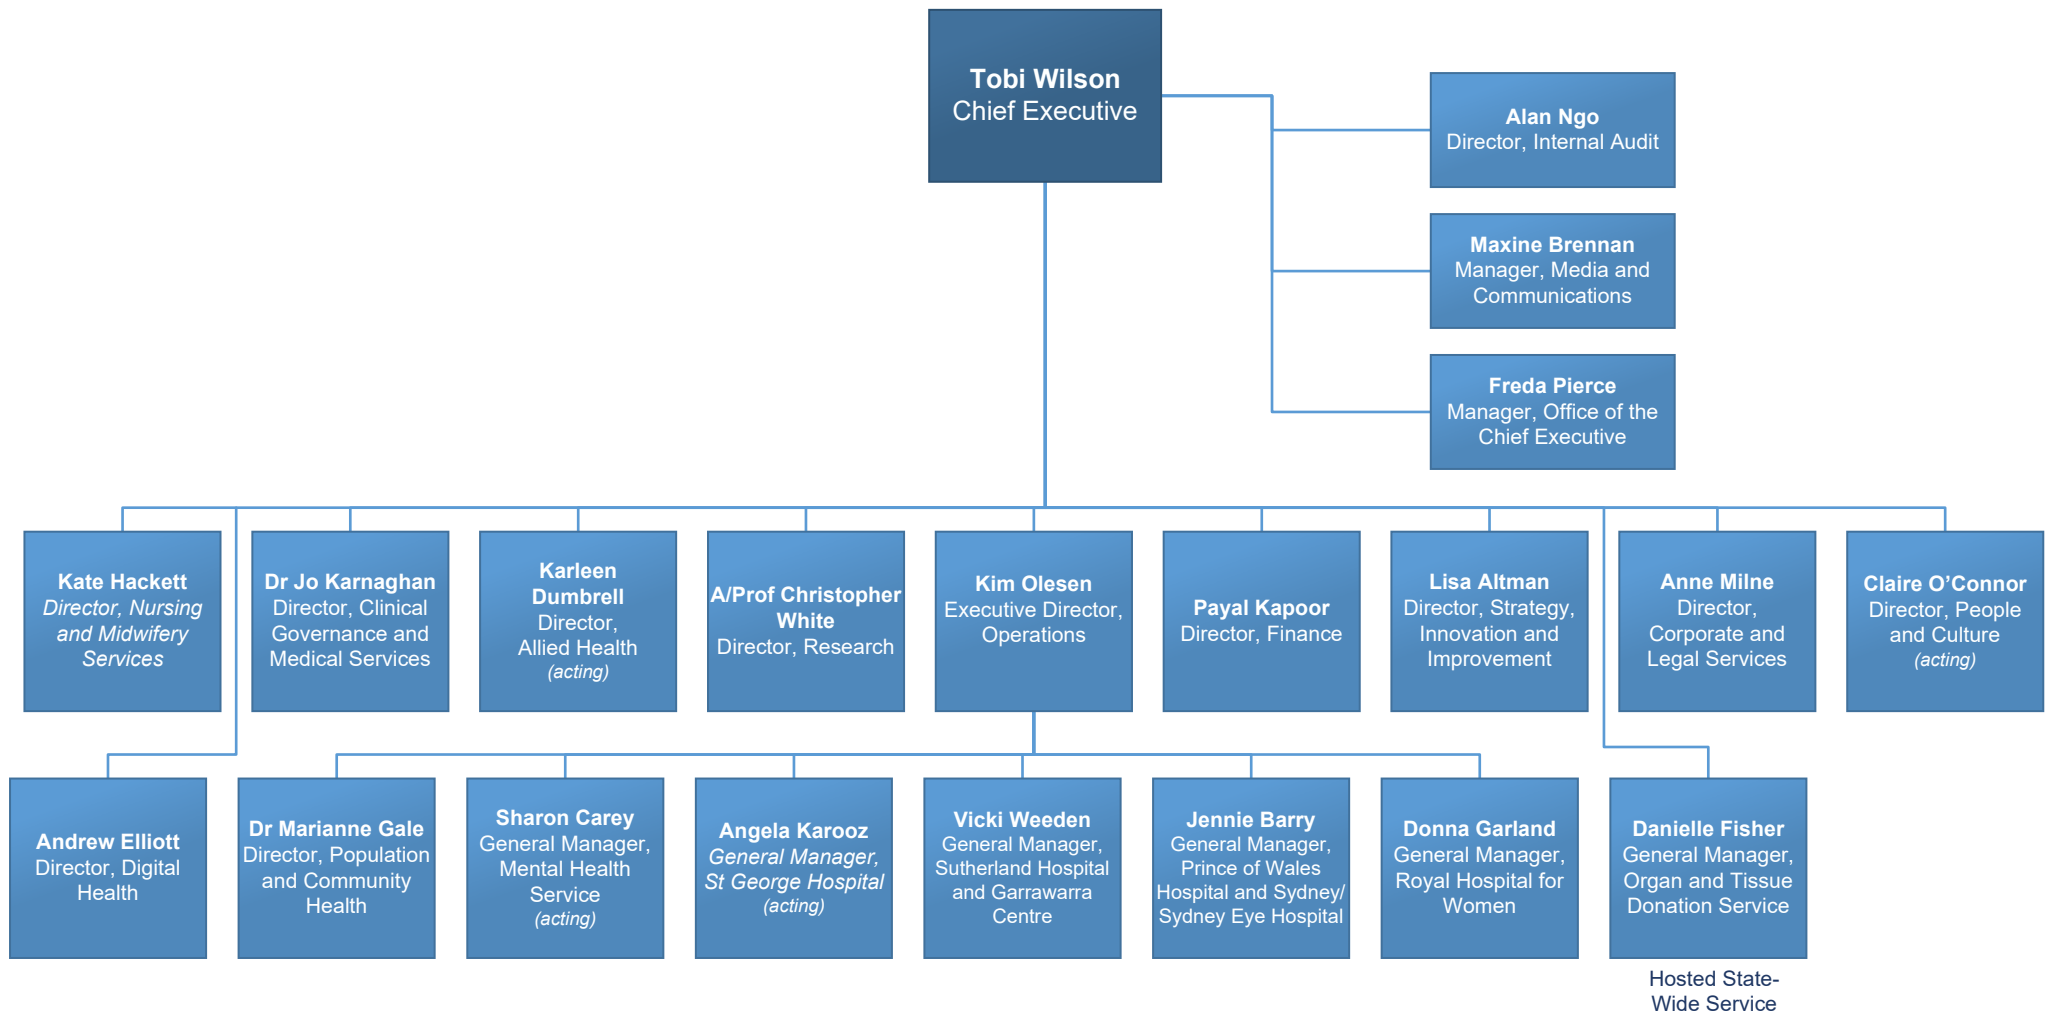 Tobi Wilson
Chief Executive
Alan Ngo
Director, Internal Audit
Maxine Brennan
Manager, Media and
Communications
Freda Pierce
Manager, Office of the
Chief Executive
Kate Hackett
Director, Nursing
and Midwifery
Services
Dr Jo Karnaghan
Director, Clinical
Governance and
Medical Services
Karleen
Dumbrell
Director,
Allied Health
(acting)
A/Prof Christopher
White
Director, Research
Kim Olesen
Executive Director,
Operations
Payal Kapoor
Director, Finance
Lisa Altman
Director, Strategy,
Innovation and
Improvement
Anne Milne
Director,
Corporate and
Legal Services
Claire O’Connor
Director, People
and Culture
(acting)
Andrew Elliott
Director, Digital
Health
Dr Marianne Gale
Director, Population
and Community
Health
Sharon Carey
General Manager,
Mental Health
Service
(acting)
Angela Karooz
General Manager,
St George Hospital
(acting)
Vicki Weeden
General Manager,
Sutherland Hospital
and Garrawarra
Centre
Jennie Barry
General Manager,
Prince of Wales
Hospital and Sydney/
Sydney Eye Hospital
Donna Garland
General Manager,
Royal Hospital for
Women
Danielle Fisher
General Manager,
Organ and Tissue
Donation Service
Hosted State-
Wide Service